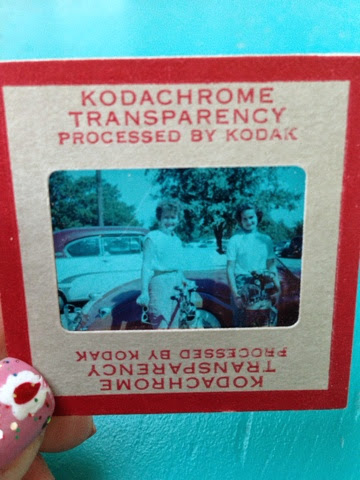 KODACHROME
TRANSPARENCY
PROCESSED BY KODAK
KODACHROME
TRANSPARENCY
PROCESSED BY KODAK